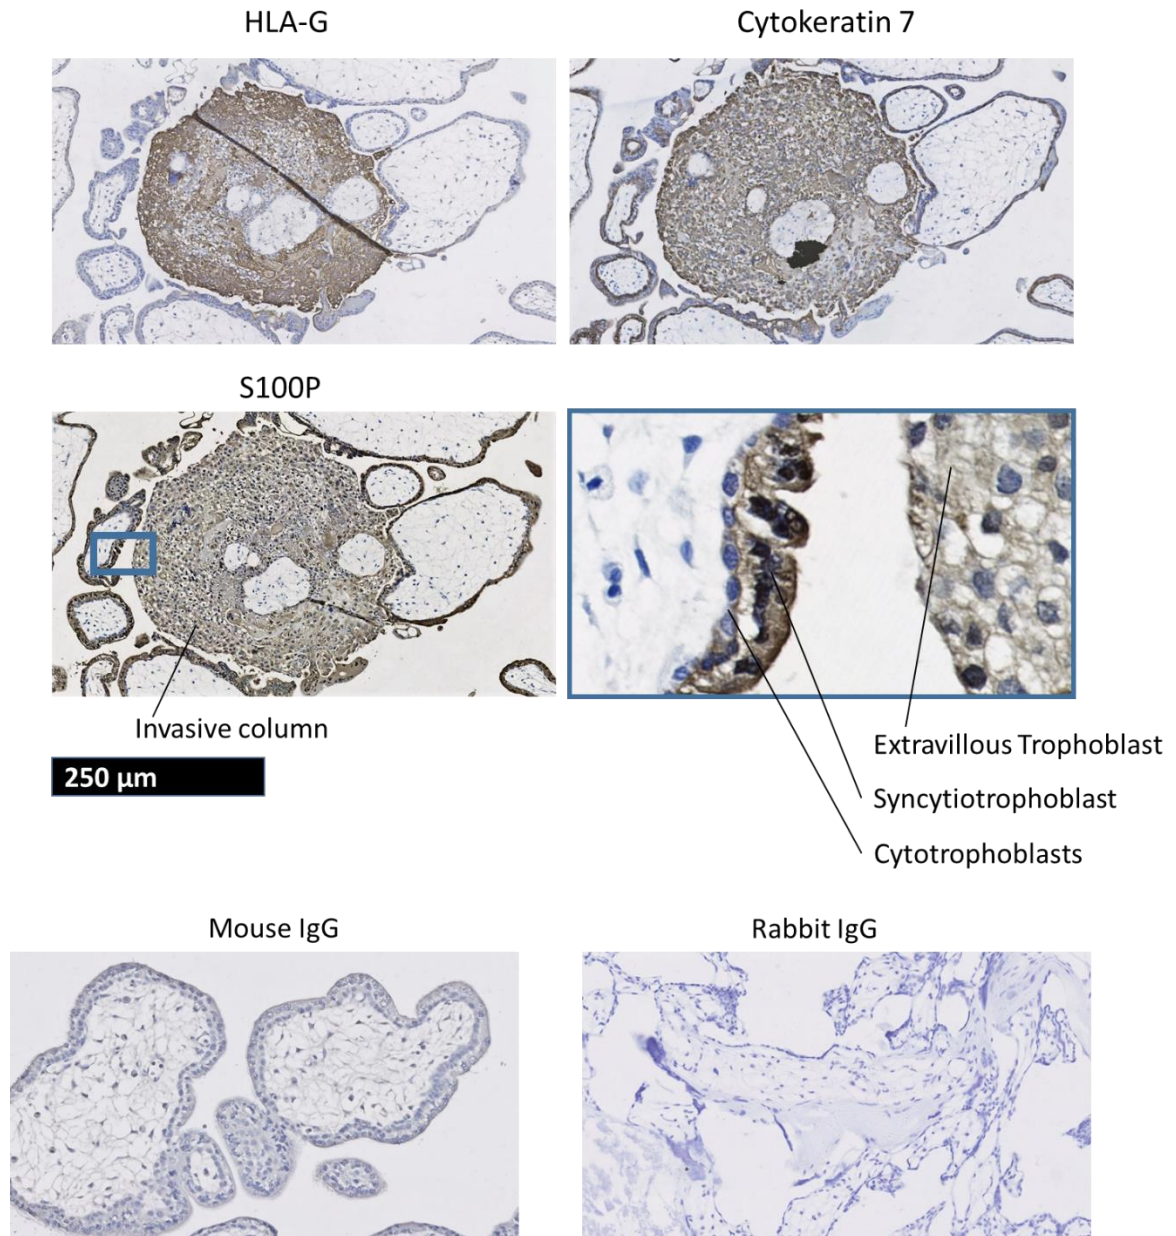 HLA-G
Cytokeratin 7
S100P
Invasive column
250 µm
Extravillous Trophoblast
Syncytiotrophoblast
Cytotrophoblasts
Mouse IgG
Rabbit IgG